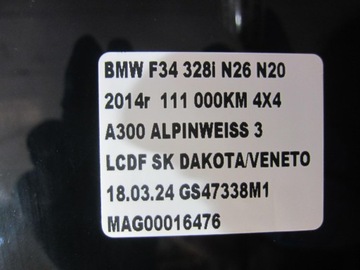 BMW F34 328i N26 N20
2014r 111 000KM 4X4
A300 ALPINWEISS 3
LCDF SK DAKOTA/VENETO
18.03.24 GS47338M1
MAG00016476